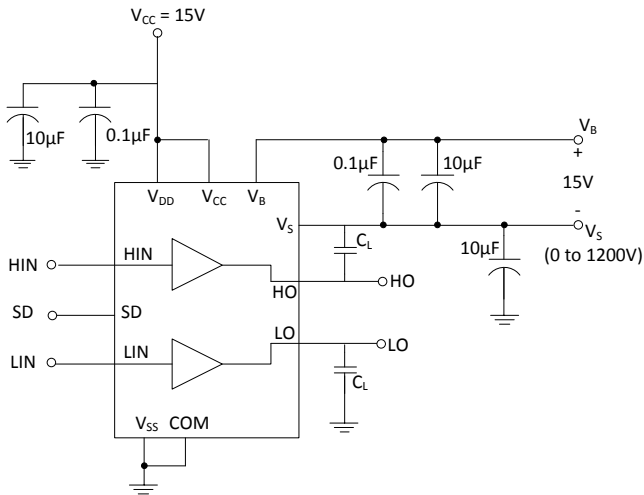 V_CC = 15V
10µF
0.1µF
V_DD
V_CC
V_B
0.1µF
10µF
V_B
+
15V
-
V_S
(0 to 1200V)
V_S
C_L
10µF
HIN
HIN
HO
HO
SD
SD
LO
LO
LIN
LIN
C_L
V_SS
COM